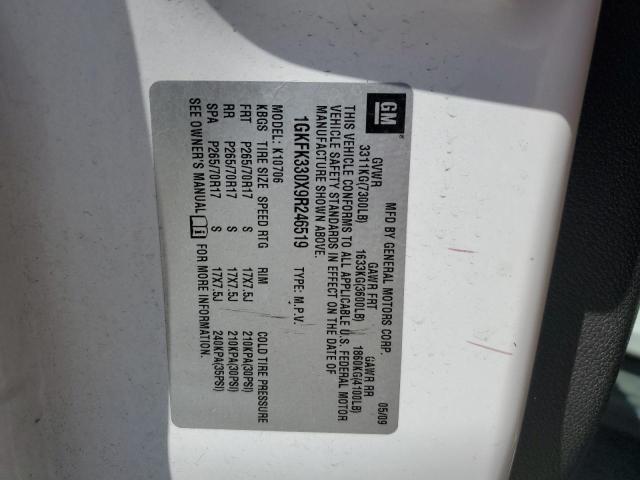 GM
MFD BY GENERAL MOTORS CORP. 05/09
GVWR GAWR FRT GAWR RR
3311KG(7300LB) 1633KG(3600LB) 1860KG(4100LB)
THIS VEHICLE CONFORMS TO ALL APPLICABLE U.S. FEDERAL MOTOR
VEHICLE SAFETY STANDARDS IN EFFECT ON THE DATE OF
MANUFACTURE SHOWN ABOVE.
1GKFK330X9R246519 TYPE: M.P.V.
MODEL: K10706
KBGS TIRE SIZE SPEED RTG RIM COLD TIRE PRESSURE
FRT P265/70R17 S 17X7.5J 210KPA(30PSI)
RR P265/70R17 S 17X7.5J 210KPA(30PSI)
SPA P265/70R17 S 17X7.5J 240KPA(35PSI)
SEE OWNER'S MANUAL FOR MORE INFORMATION.